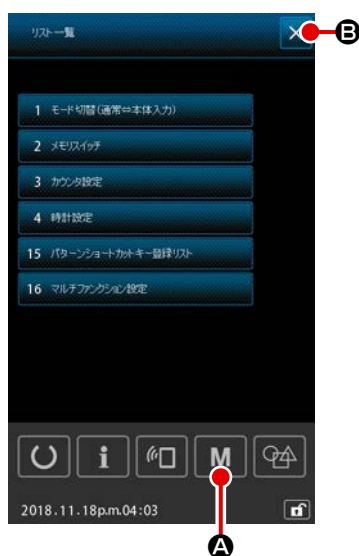 リスト一覧
B
1 モード切替(通常⇔本体入力)
2 メモリスイッチ
3 カウンタ設定
4 時計設定
15 パターンショートカットキー登録リスト
16 マルチファンクション設定
i
M
2018.11.18p.m.04:03
A